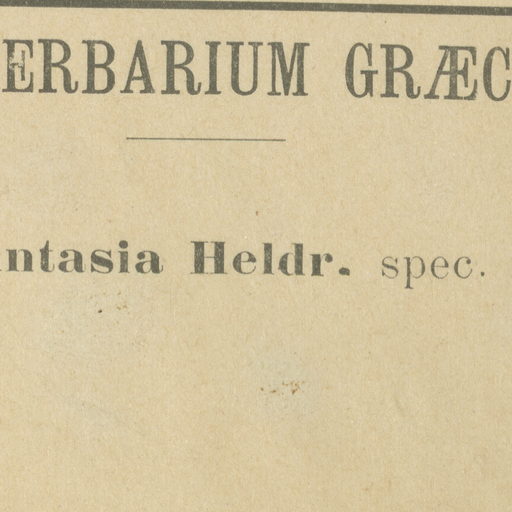 ERBARIUM GRÆC
ntasia Heldr. spec.